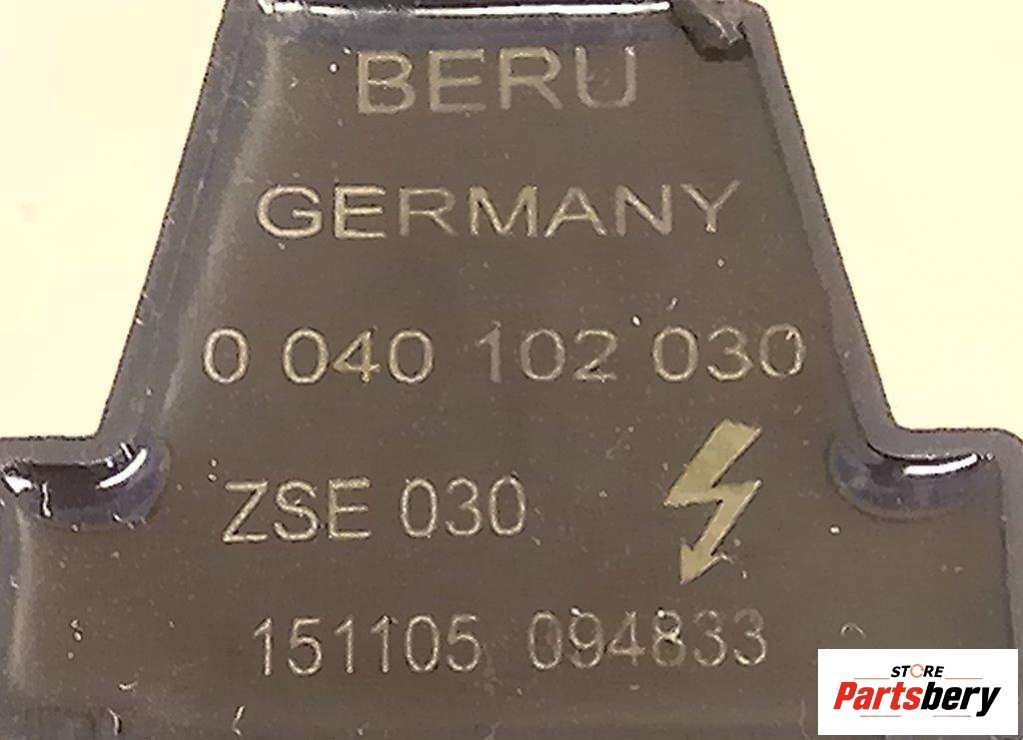 BERU
GERMANY
0 040 102 030
ZSE 030
151105 094833
STORE
Partsbery